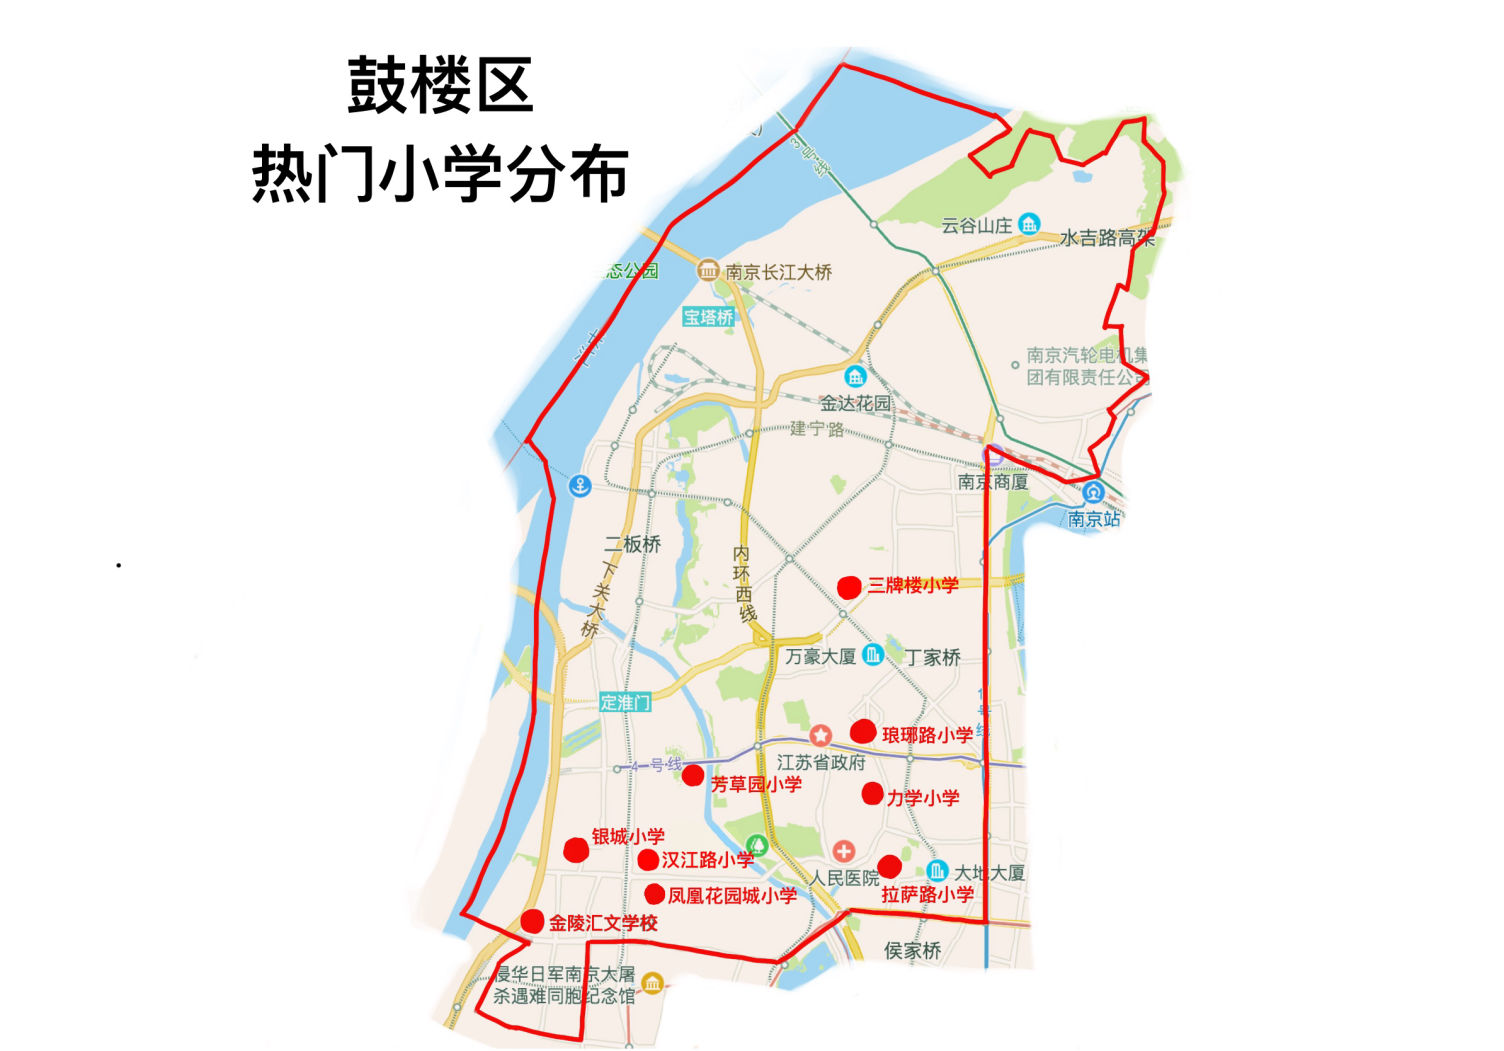 鼓楼区
热门小学分布
3号线
云谷山庄
水吉路高架
态公园
南京长江大桥
宝塔桥
南京汽轮电机集
团有限责任公司
金达花园
建宁路
南京商厦
南京站
二板桥
内环西线
下关大桥
三牌楼小学
万豪大厦
丁家桥
定淮门
1号线
琅琊路小学
江苏省政府
4号线
芳草园小学
力学小学
银城小学
汉江路小学
人民医院
大地大厦
拉萨路小学
凤凰花园城小学
金陵汇文学校
侯家桥
侵华日军南京大屠
杀遇难同胞纪念馆